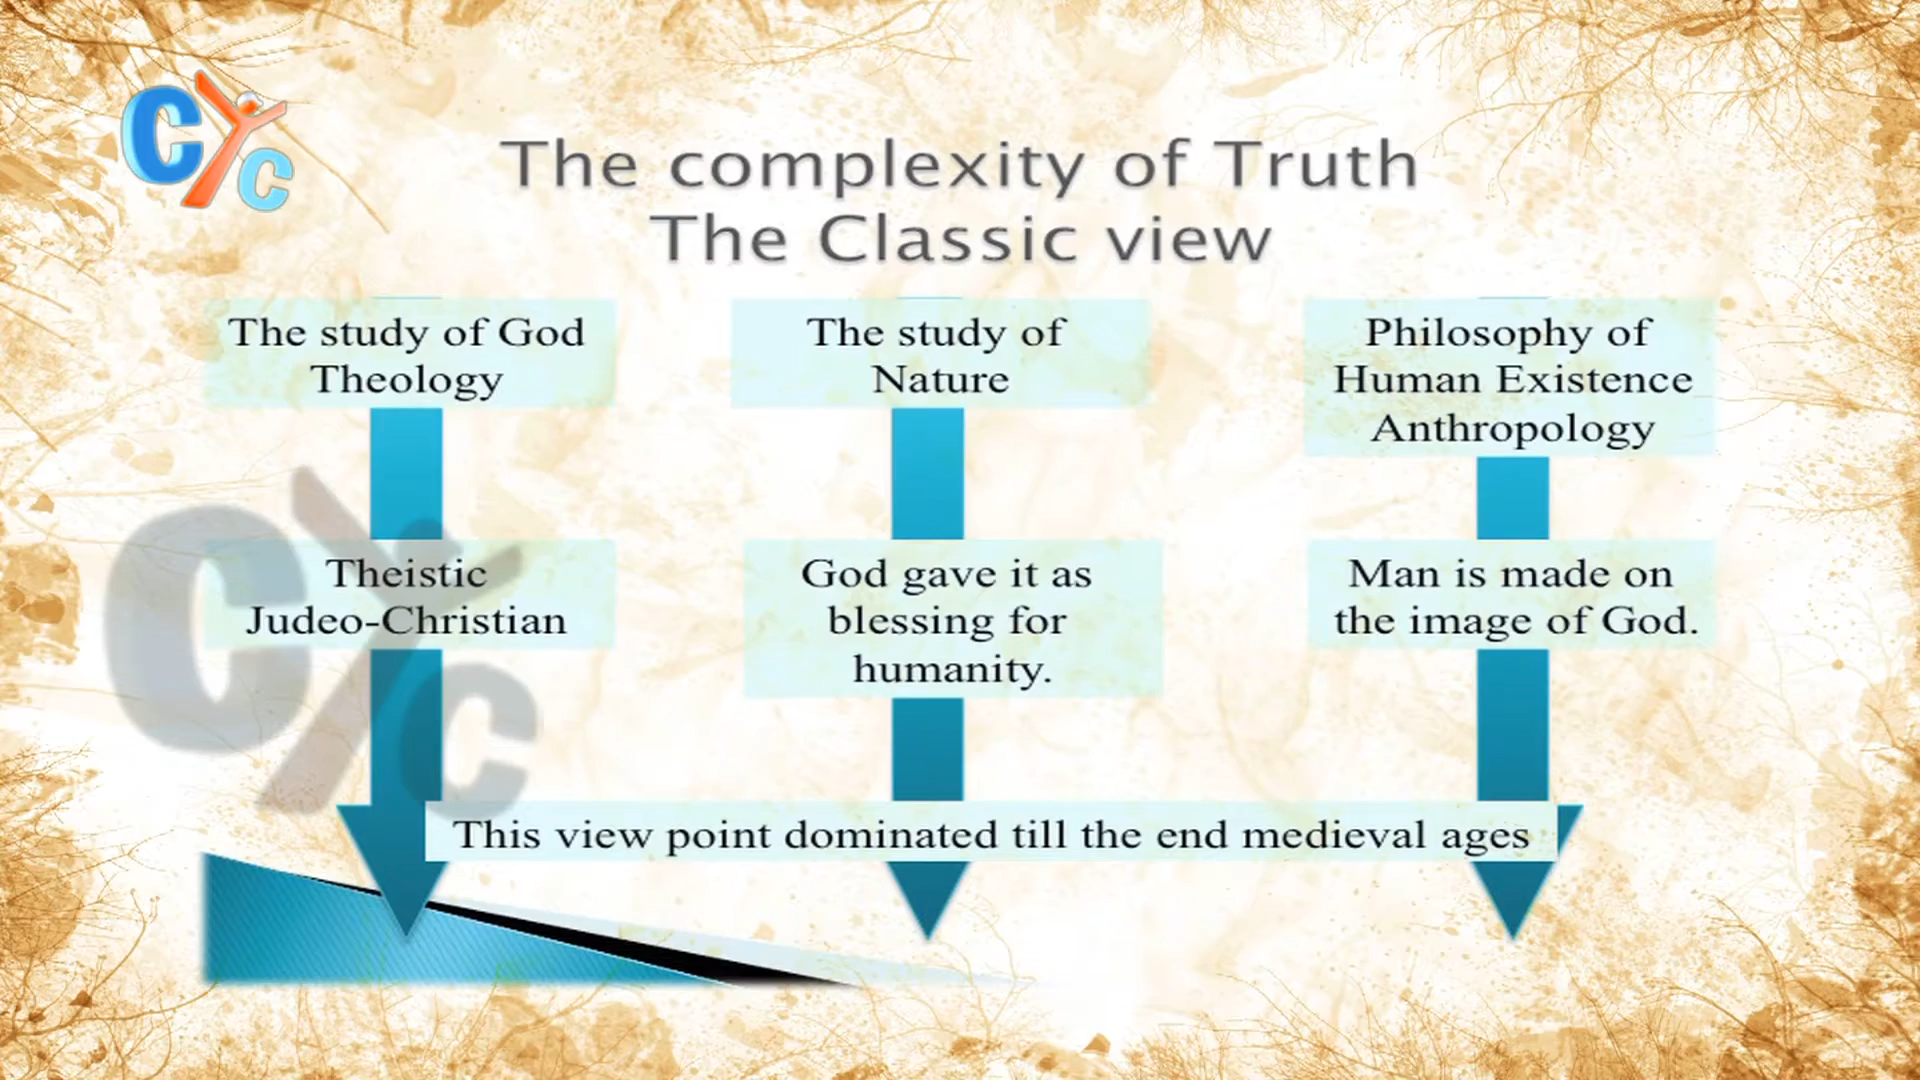 CYC
The complexity of Truth
The Classic view
The study of God
Theology
The study of
Nature
Philosophy of
Human Existence
Anthropology
CYC
Theistic
Judeo-Christian
God gave it as
blessing for
humanity.
Man is made on
the image of God.
This view point dominated till the end medieval ages